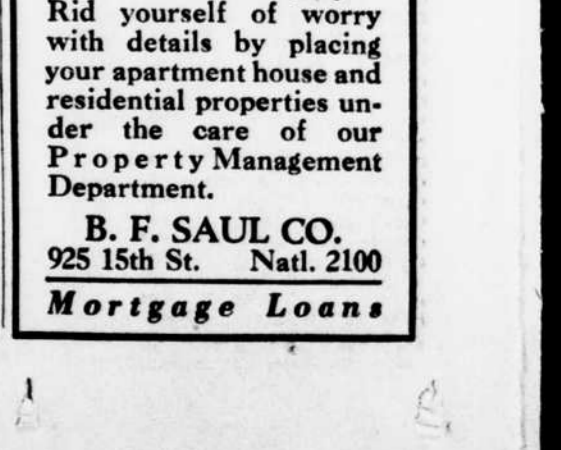 Rid yourself of worry
with details by placing
your apartment house and
residential properties un-
der the care of our
Property Management
Department.
B. F. SAUL CO.
925 15th St. Natl. 2100
Mortgage Loans